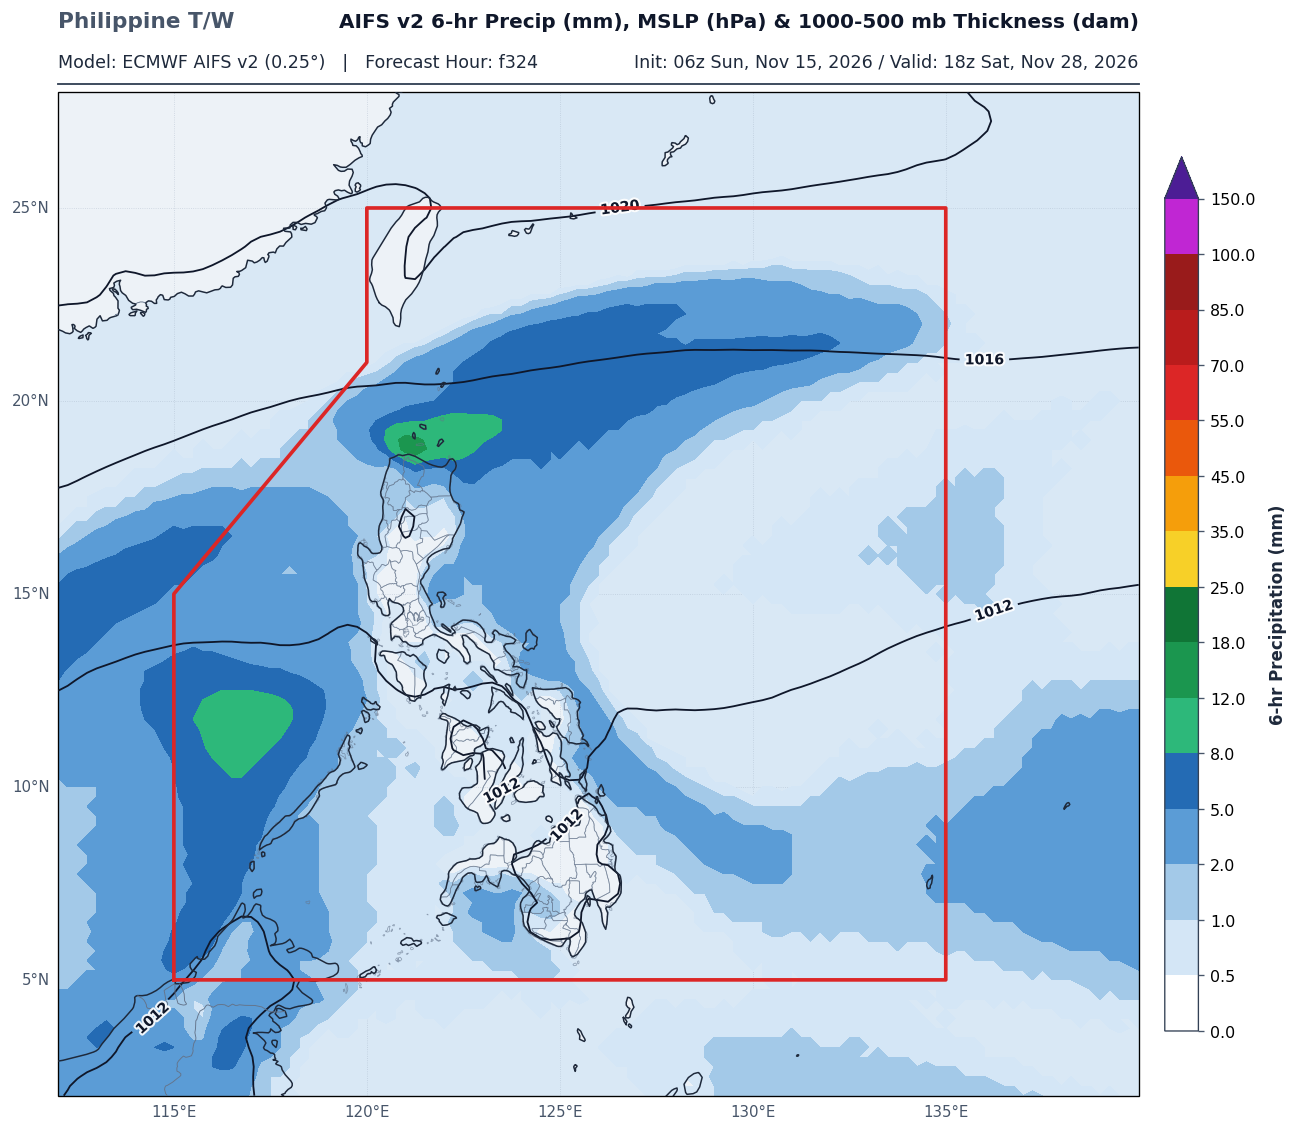 Philippine T/W
AIFS v2 6-hr Precip (mm), MSLP (hPa) & 1000-500 mb Thickness (dam)
Model: ECMWF AIFS v2 (0.25°) | Forecast Hour: f324
Init: 06z Sun, Nov 15, 2026 / Valid: 18z Sat, Nov 28, 2026
25°N
20°N
15°N
10°N
5°N
115°E
120°E
125°E
130°E
135°E
1020
1016
1012
1012
1012
1012
150.0
100.0
85.0
70.0
55.0
45.0
35.0
25.0
18.0
12.0
8.0
5.0
2.0
1.0
0.5
0.0
6-hr Precipitation (mm)